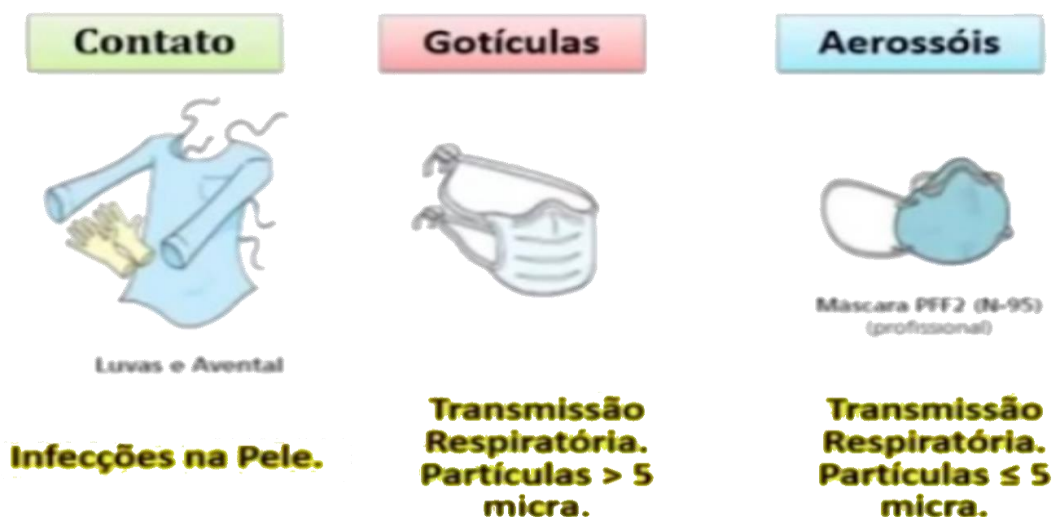 Contato
Luvas e Avental
Infecções na Pele.
Gotículas
Transmissão
Respiratória.
Partículas > 5
micra.
Aerossóis
Máscara PFF2 (N-95)
(profissional)
Transmissão
Respiratória.
Partículas ≤ 5
micra.